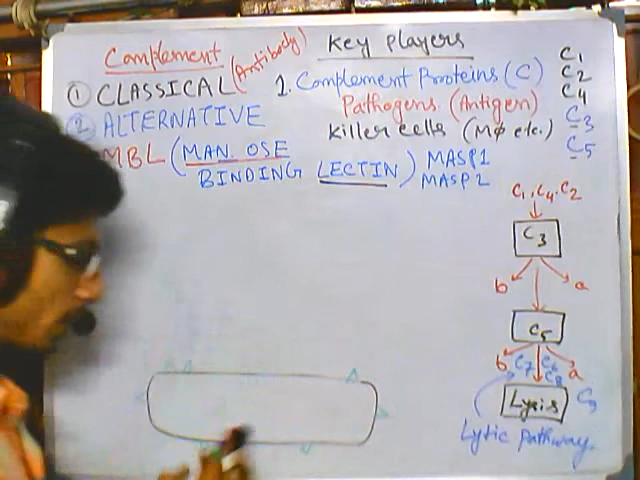 Complement
① CLASSICAL (Antibody)
② ALTERNATIVE
MBL (MAN. OSE
BINDING LECTIN) MASP1
MASP2
Key players
1. Complement Proteins (C)
Pathogens (Antigen)
Killer cells (MΦ etc.)
C1
C2
C4
C3
C5
C1, C4, C2
C3
b a
C5
b C7 C6 a
C8
Lysis C9
Lytic pathway.